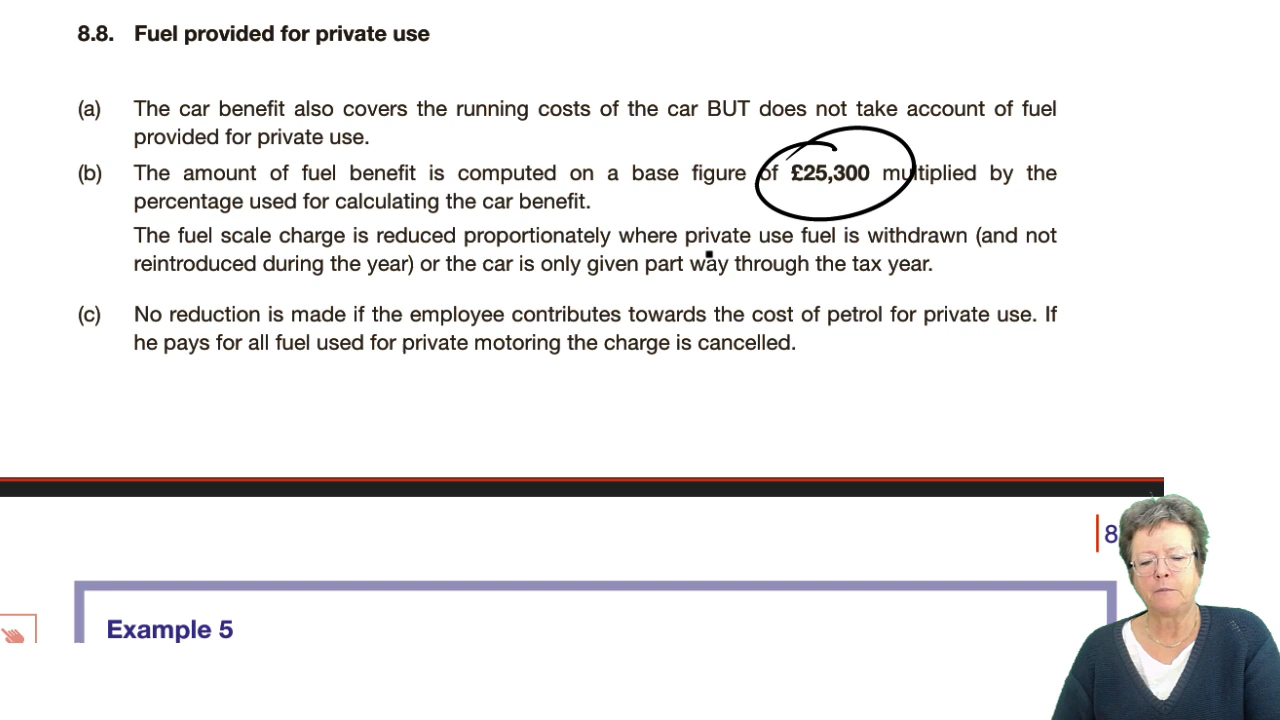 8.8. Fuel provided for private use
(a) The car benefit also covers the running costs of the car BUT does not take account of fuel
provided for private use.
(b) The amount of fuel benefit is computed on a base figure of £25,300 multiplied by the
percentage used for calculating the car benefit.
The fuel scale charge is reduced proportionately where private use fuel is withdrawn (and not
reintroduced during the year) or the car is only given part way through the tax year.
(c) No reduction is made if the employee contributes towards the cost of petrol for private use. If
he pays for all fuel used for private motoring the charge is cancelled.
8
Example 5